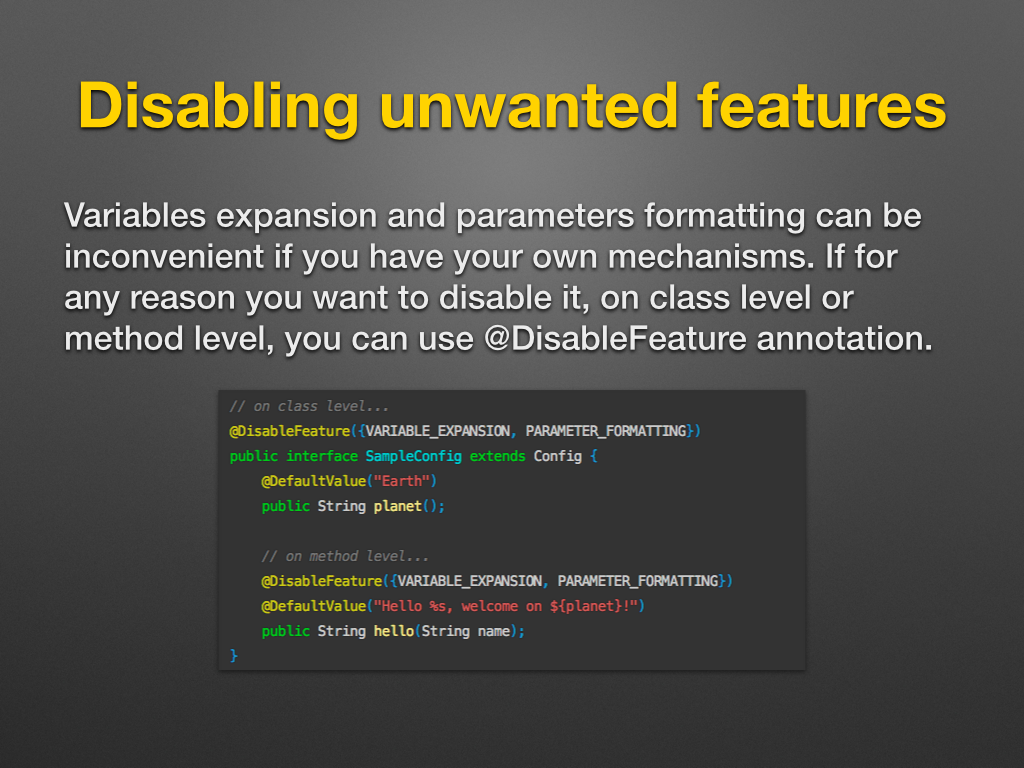 Disabling unwanted features
Variables expansion and parameters formatting can be
inconvenient if you have your own mechanisms. If for
any reason you want to disable it, on class level or
method level, you can use @DisableFeature annotation.
// on class level...
@DisableFeature({VARIABLE_EXPANSION, PARAMETER_FORMATTING})
public interface SampleConfig extends Config {
    @DefaultValue("Earth")
    public String planet();
    // on method level...
    @DisableFeature({VARIABLE_EXPANSION, PARAMETER_FORMATTING})
    @DefaultValue("Hello %s, welcome on ${planet}!")
    public String hello(String name);
}